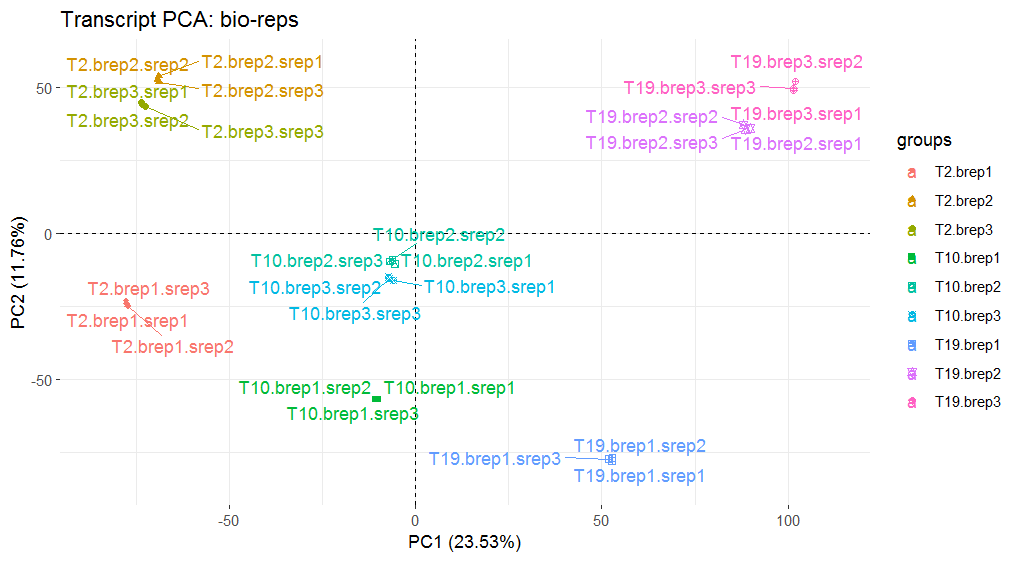 Transcript PCA: bio-reps
T2.brep2.srep2
T2.brep2.srep1
T2.brep3.srep1
T2.brep2.srep3
T2.brep3.srep2
T2.brep3.srep3
T19.brep3.srep2
T19.brep3.srep3
T19.brep3.srep1
T19.brep2.srep2
T19.brep2.srep3
T19.brep2.srep1
T10.brep2.srep2
T10.brep2.srep3
T10.brep2.srep1
T10.brep3.srep2
T10.brep3.srep1
T10.brep3.srep3
T2.brep1.srep3
T2.brep1.srep1
T2.brep1.srep2
T10.brep1.srep2
T10.brep1.srep1
T10.brep1.srep3
T19.brep1.srep2
T19.brep1.srep3
T19.brep1.srep1
50
0
-50
PC2 (11.76%)
-50
0
50
100
PC1 (23.53%)
groups
T2.brep1
T2.brep2
T2.brep3
T10.brep1
T10.brep2
T10.brep3
T19.brep1
T19.brep2
T19.brep3